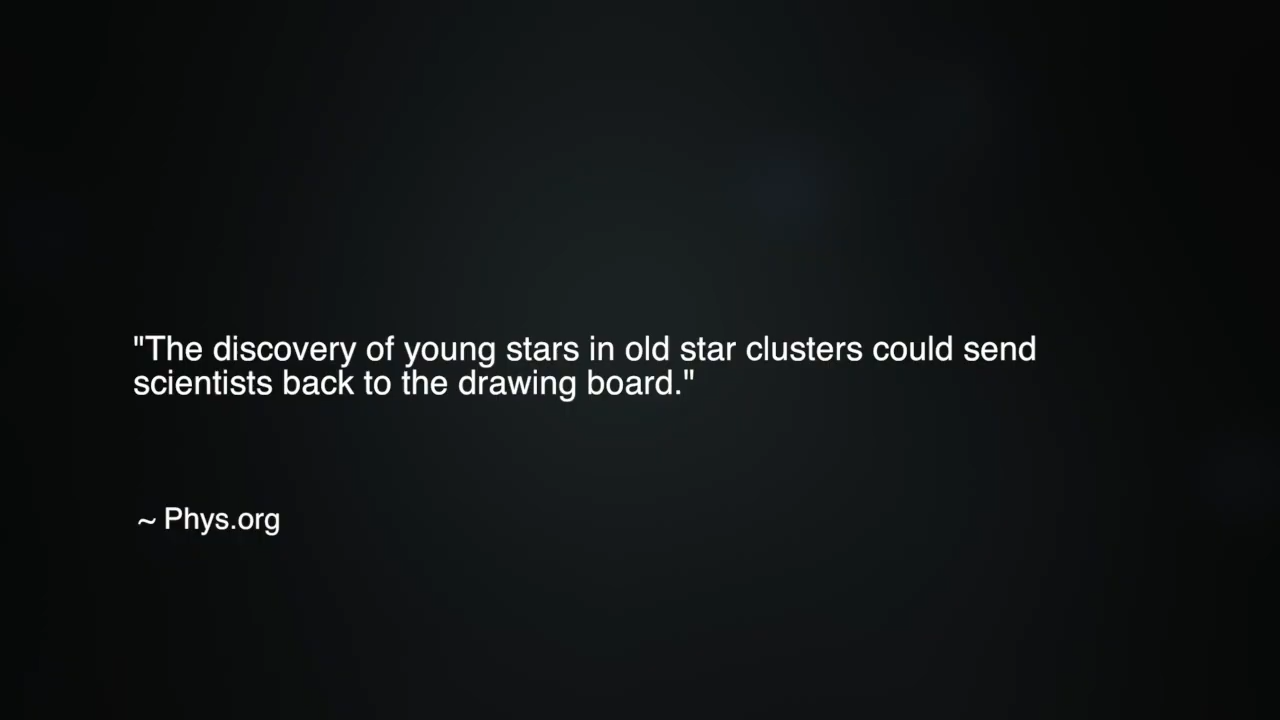 "The discovery of young stars in old star clusters could send
scientists back to the drawing board."
~ Phys.org